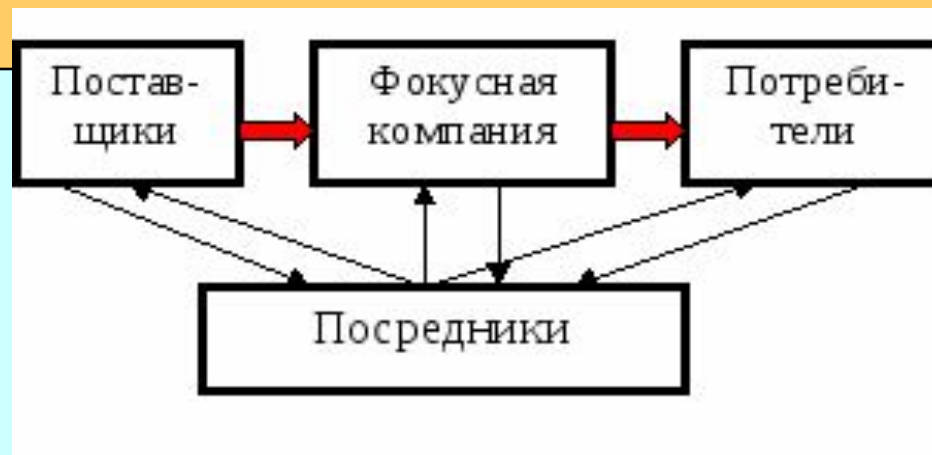 Постав-
щики
Фокусная
компания
Потреби-
тели
Посредники